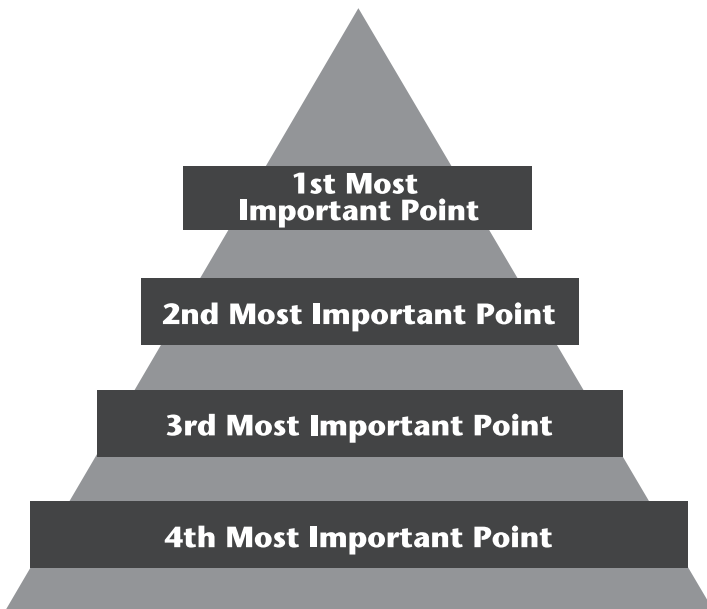 1st Most
Important Point
2nd Most Important Point
3rd Most Important Point
4th Most Important Point